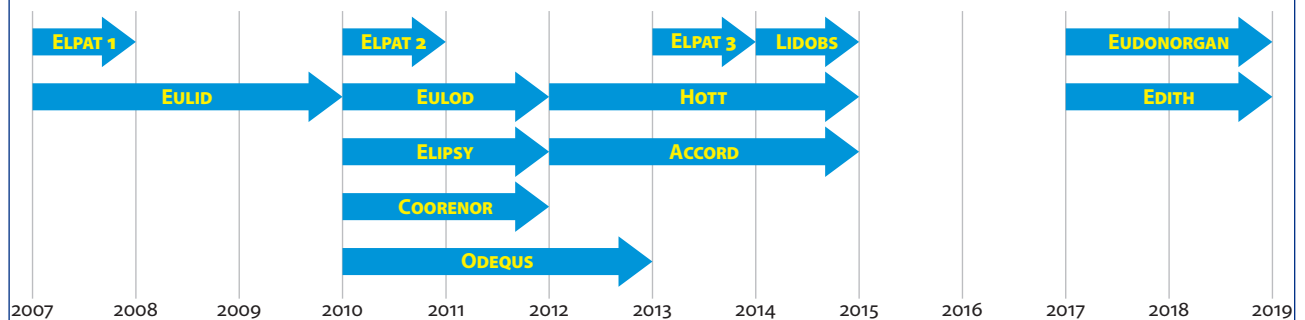 ELPAT 1 ELPAT 2 ELPAT 3 LIDOBS EUDONORGAN
EULID EULOD HOTT EDITH
ELIPSY ACCORD
COORENOR
ODEQUS
2007 2008 2009 2010 2011 2012 2013 2014 2015 2016 2017 2018 2019